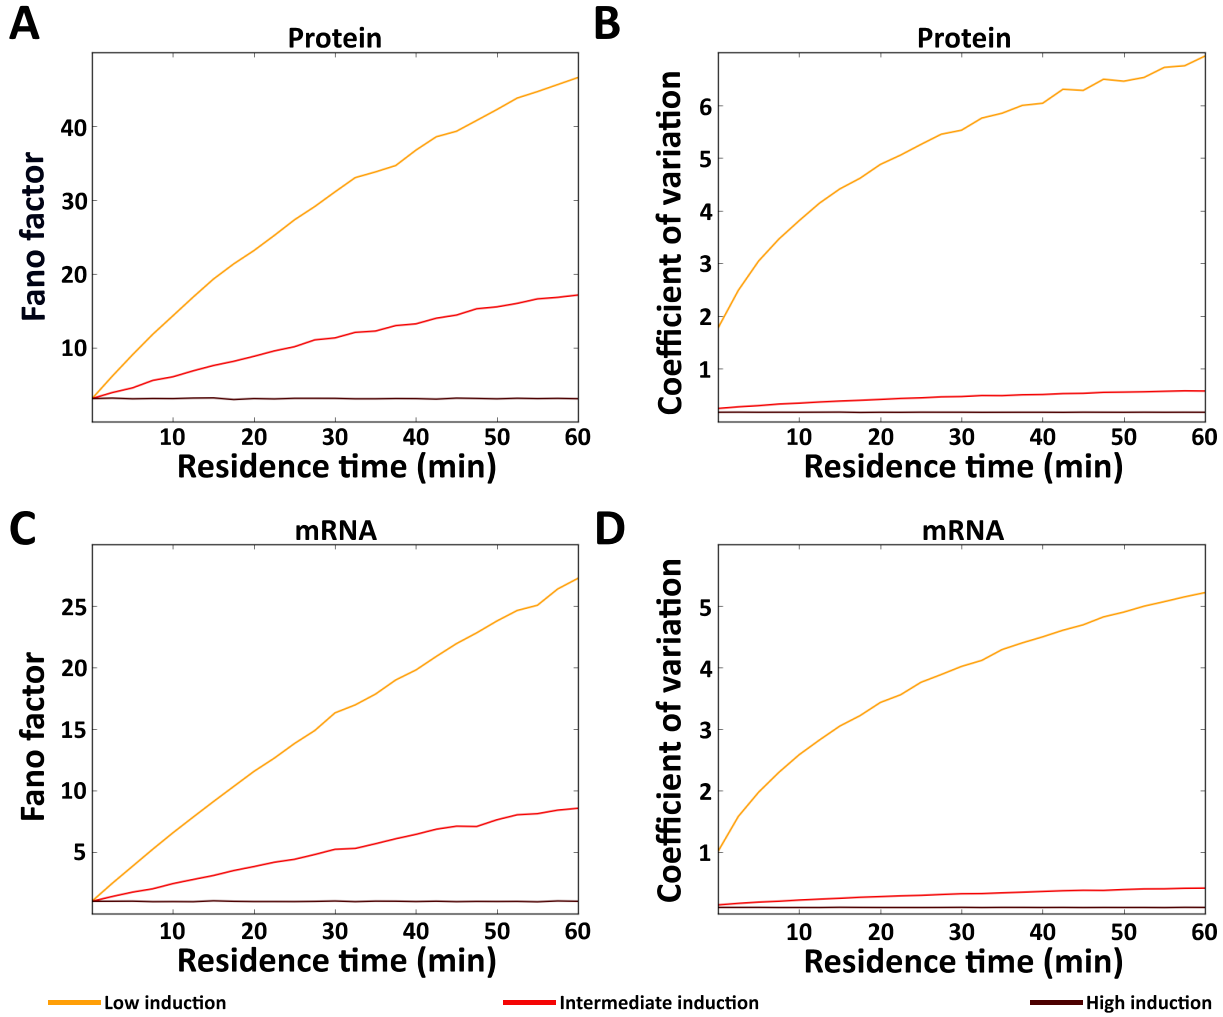 A
Protein
Fano factor
40
30
20
10
10 20 30 40 50 60
Residence time (min)
B
Protein
Coefficient of variation
6
5
4
3
2
1
10 20 30 40 50 60
Residence time (min)
C
mRNA
Fano factor
25
20
15
10
5
10 20 30 40 50 60
Residence time (min)
D
mRNA
Coefficient of variation
5
4
3
2
1
10 20 30 40 50 60
Residence time (min)
Low induction Intermediate induction High induction